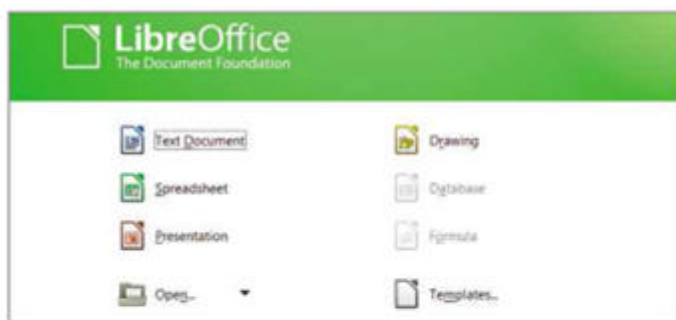 LibreOffice
The Document Foundation
Text Document
Drawing
Spreadsheet
Database
Presentation
Formula
Open...
Templates...